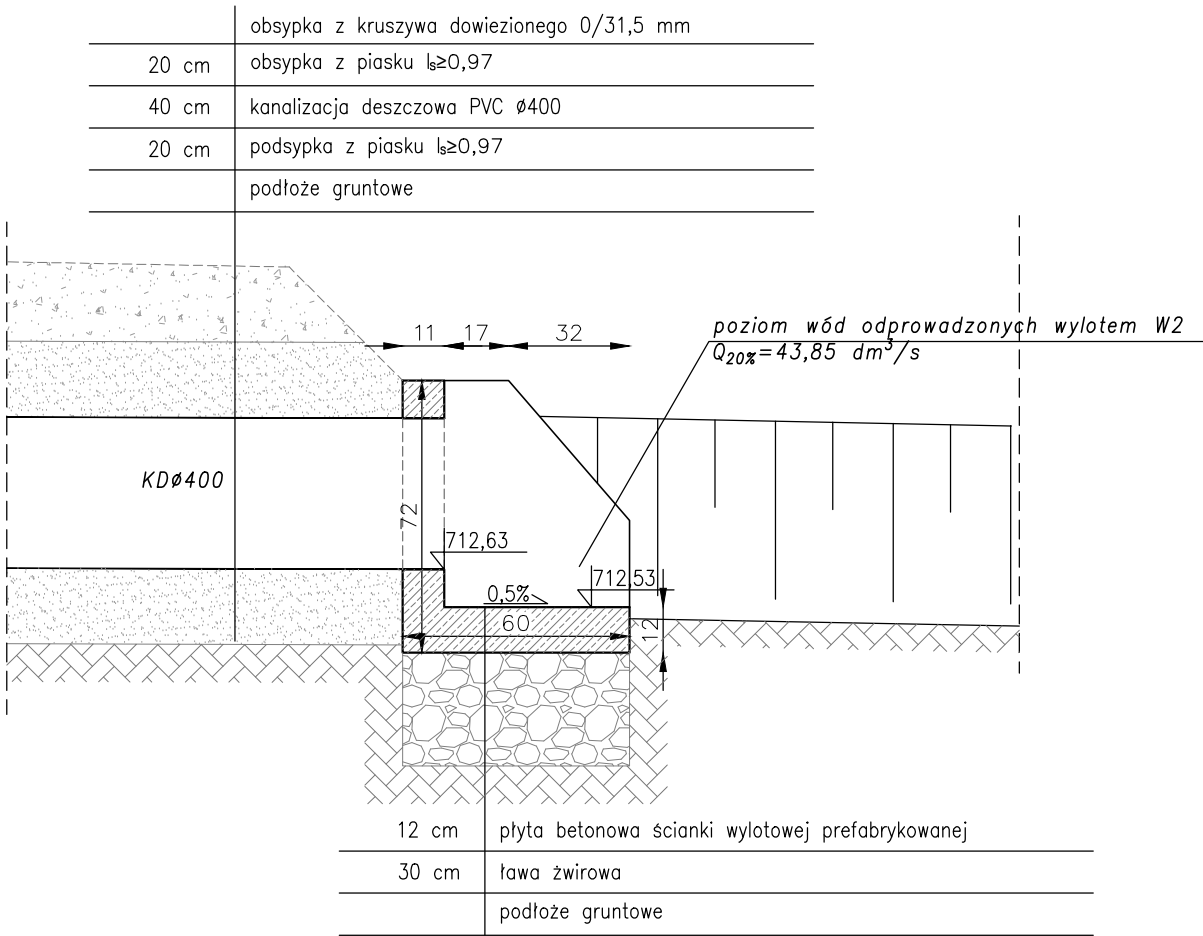 obsypka z kruszywa dowiezionego 0/31,5 mm
20 cm obsypka z piasku Is≥0,97
40 cm kanalizacja deszczowa PVC ø400
20 cm podsypka z piasku Is≥0,97
podłoże gruntowe
11 17 32
poziom wód odprowadzonych wylotem W2
Q20%=43,85 dm³/s
KDø400
72
712,63
712,53
0,5%
60
12
12 cm płyta betonowa ścianki wylotowej prefabrykowanej
30 cm ława żwirowa
podłoże gruntowe